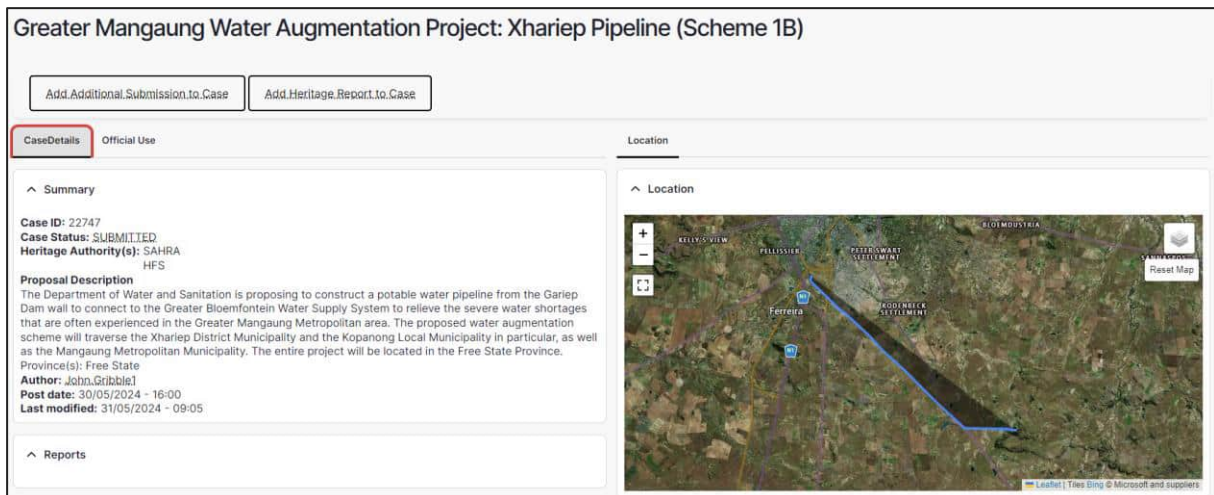 Greater Mangaung Water Augmentation Project: Xhariep Pipeline (Scheme 1B)
Add Additional Submission to Case
Add Heritage Report to Case
CaseDetails
Official Use
Summary
Case ID: 22747
Case Status: SUBMITTED
Heritage Authority(s): SAHRA
HFS
Proposal Description
The Department of Water and Sanitation is proposing to construct a potable water pipeline from the Gariep
Dam wall to connect to the Greater Bloemfontein Water Supply System to relieve the severe water shortages
that are often experienced in the Greater Mangaung Metropolitan area. The proposed water augmentation
scheme will traverse the Xhariep District Municipality and the Kopanong Local Municipality in particular, as well
as the Mangaung Metropolitan Municipality. The entire project will be located in the Free State Province.
Province(s): Free State
Author: John.Gribble1
Post date: 30/05/2024 - 16:00
Last modified: 31/05/2024 - 09:05
Reports
Location
Location
+
−
KELLY'S VIEW
PELLISSIER
PETER SWART
SETTLEMENT
BLOEMDUSTRIA
Reset Map
N1
Ferreira
RODENBECK
SETTLEMENT
N1
Leaflet | Tiles Bing © Microsoft and suppliers